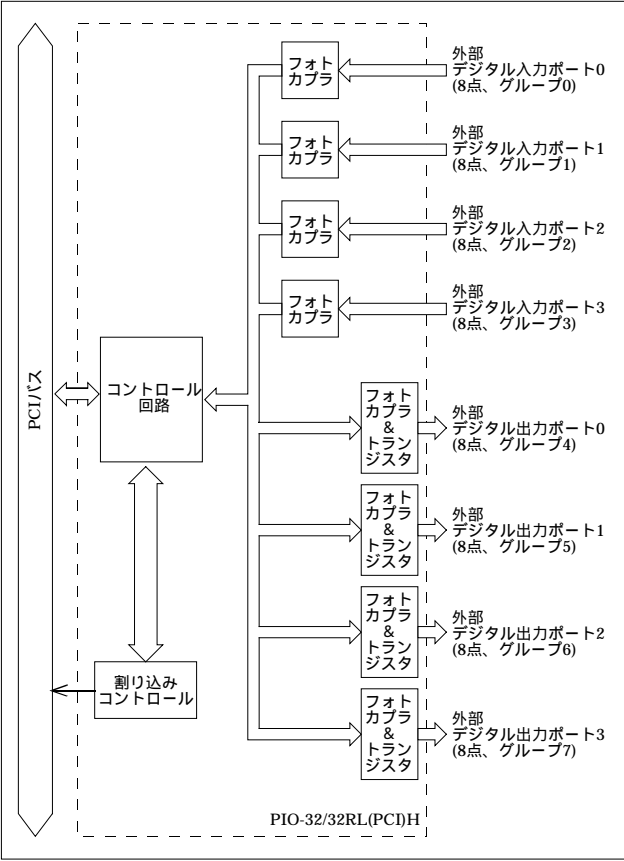 フォト
カプラ
外部
デジタル入力ポート0
(8点、グループ0)
フォト
カプラ
外部
デジタル入力ポート1
(8点、グループ1)
フォト
カプラ
外部
デジタル入力ポート2
(8点、グループ2)
フォト
カプラ
外部
デジタル入力ポート3
(8点、グループ3)
PCIバス
コントロール
回路
フォト
カプラ
&
トラン
ジスタ
外部
デジタル出力ポート0
(8点、グループ4)
フォト
カプラ
&
トラン
ジスタ
外部
デジタル出力ポート1
(8点、グループ5)
フォト
カプラ
&
トラン
ジスタ
外部
デジタル出力ポート2
(8点、グループ6)
割り込み
コントロール
フォト
カプラ
&
トラン
ジスタ
外部
デジタル出力ポート3
(8点、グループ7)
PIO-32/32RL(PCI)H